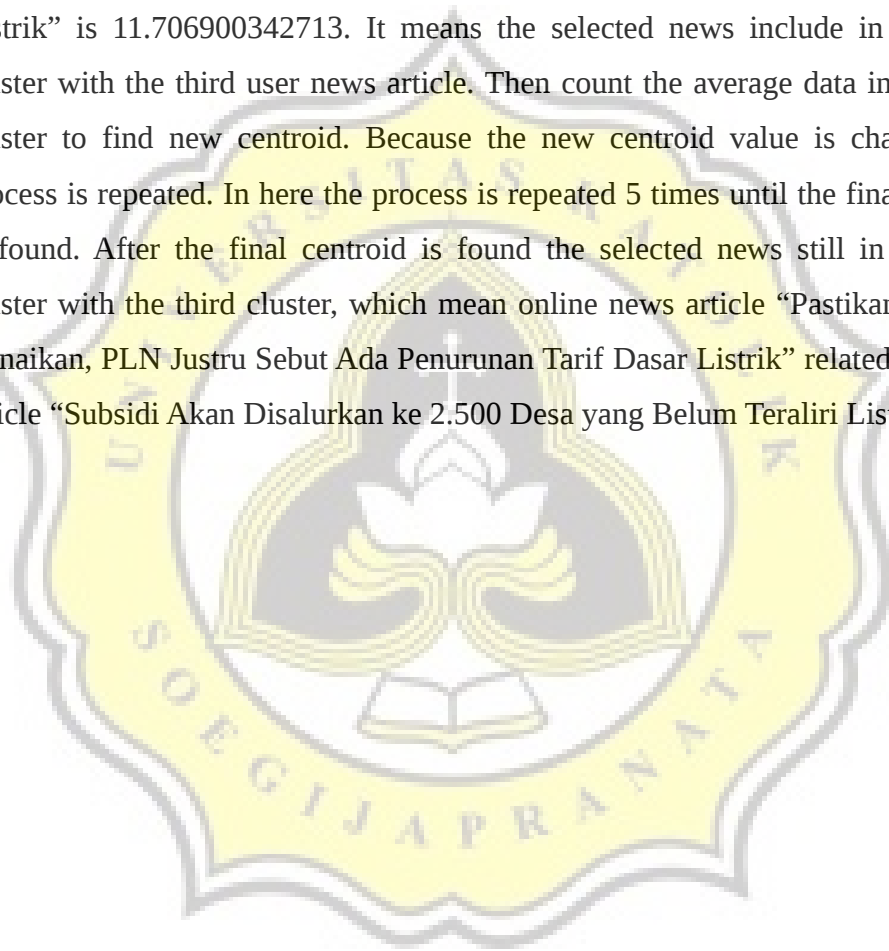 strik” is 11.706900342713. It means the selected news include in
ster with the third user news article. Then count the average data in
ster to find new centroid. Because the new centroid value is cha
ocess is repeated. In here the process is repeated 5 times until the fina
found. After the final centroid is found the selected news still in
ster with the third cluster, which mean online news article “Pastikan
naikan, PLN Justru Sebut Ada Penurunan Tarif Dasar Listrik” related
icle “Subsidi Akan Disalurkan ke 2.500 Desa yang Belum Teraliri Lis
UNIVERSITAS KATOLIK
SOEGIJAPRANATA